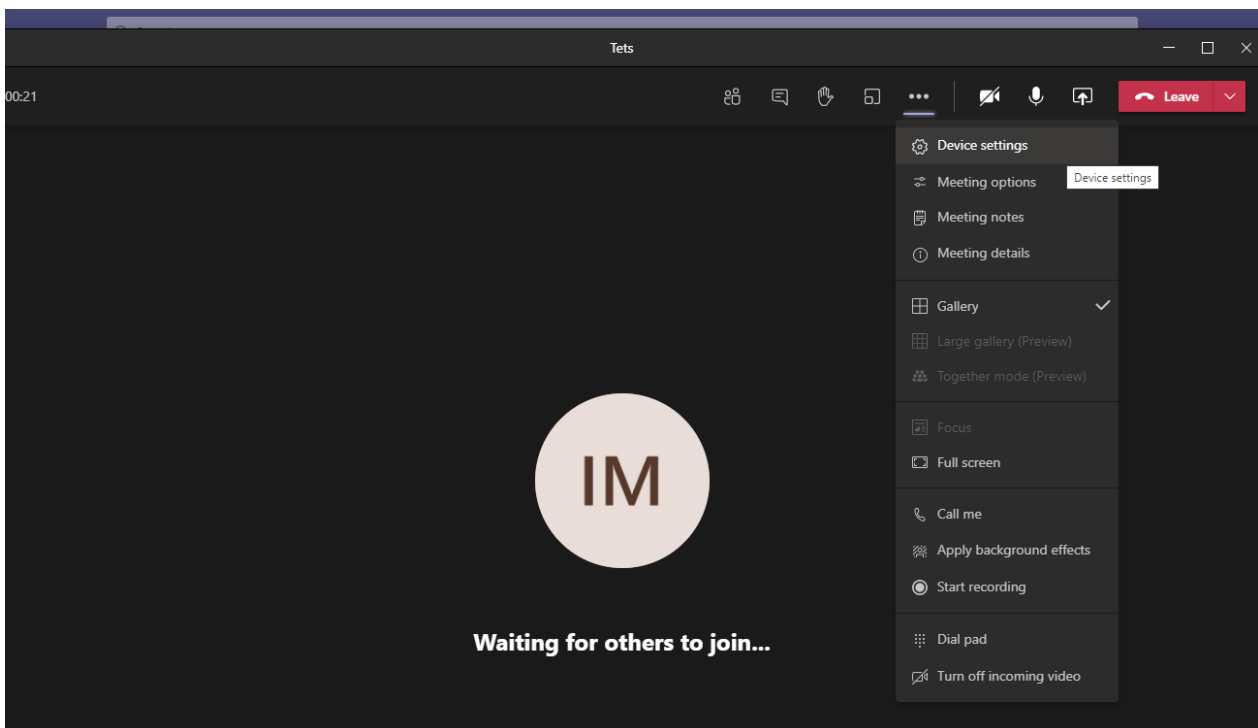 Tets
00:21
Leave
Device settings
Device settings
Meeting options
Meeting notes
Meeting details
Gallery
Large gallery (Preview)
Together mode (Preview)
Focus
Full screen
Call me
Apply background effects
Start recording
Dial pad
Turn off incoming video
IM
Waiting for others to join...